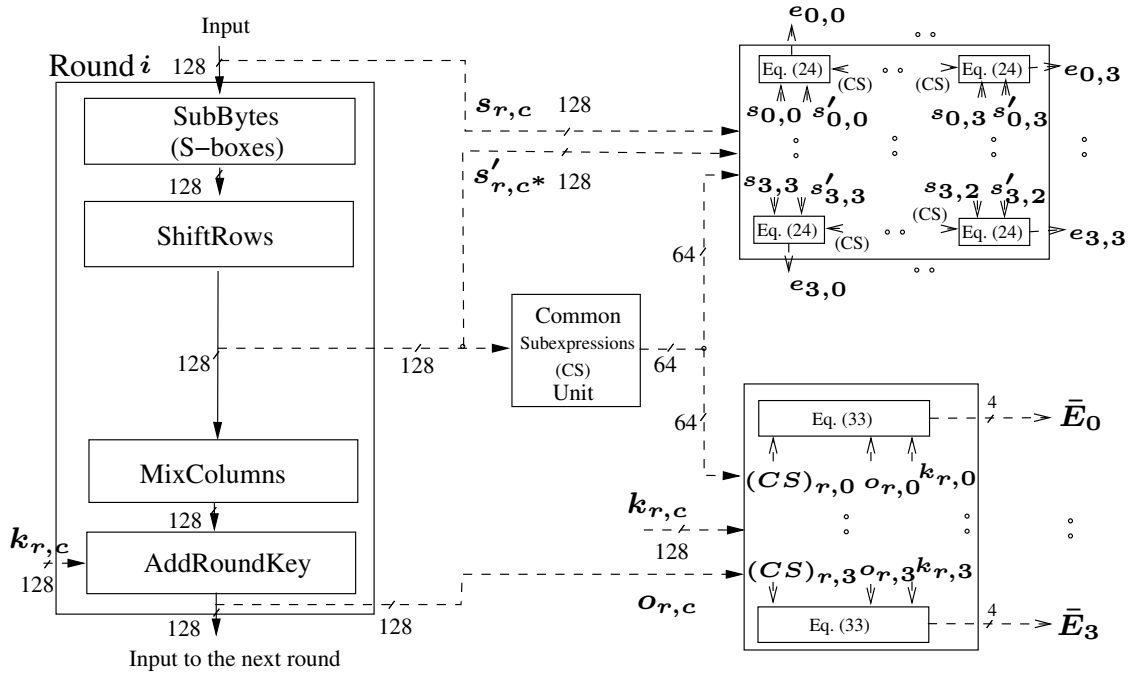 Input
128
Round i
SubBytes
(S-boxes)
128
ShiftRows
128
MixColumns
128
k_{r,c}
128
AddRoundKey
128
Input to the next round
128
s_{r,c}
128
s'_{r,c*}
128
128
Common
Subexpressions
(CS)
Unit
64
64
64
k_{r,c}
128
o_{r,c}
e_{0,0}
Eq. (24)
(CS)
(CS)
Eq. (24)
e_{0,3}
s_{0,0} s'_{0,0}
s_{0,3} s'_{0,3}
s_{3,3} s'_{3,3}
s_{3,2} s'_{3,2}
Eq. (24)
(CS)
(CS)
Eq. (24)
e_{3,3}
e_{3,0}
Eq. (33)
4
Ē_0
(CS)_{r,0} o_{r,0} k_{r,0}
(CS)_{r,3} o_{r,3} k_{r,3}
Eq. (33)
4
Ē_3